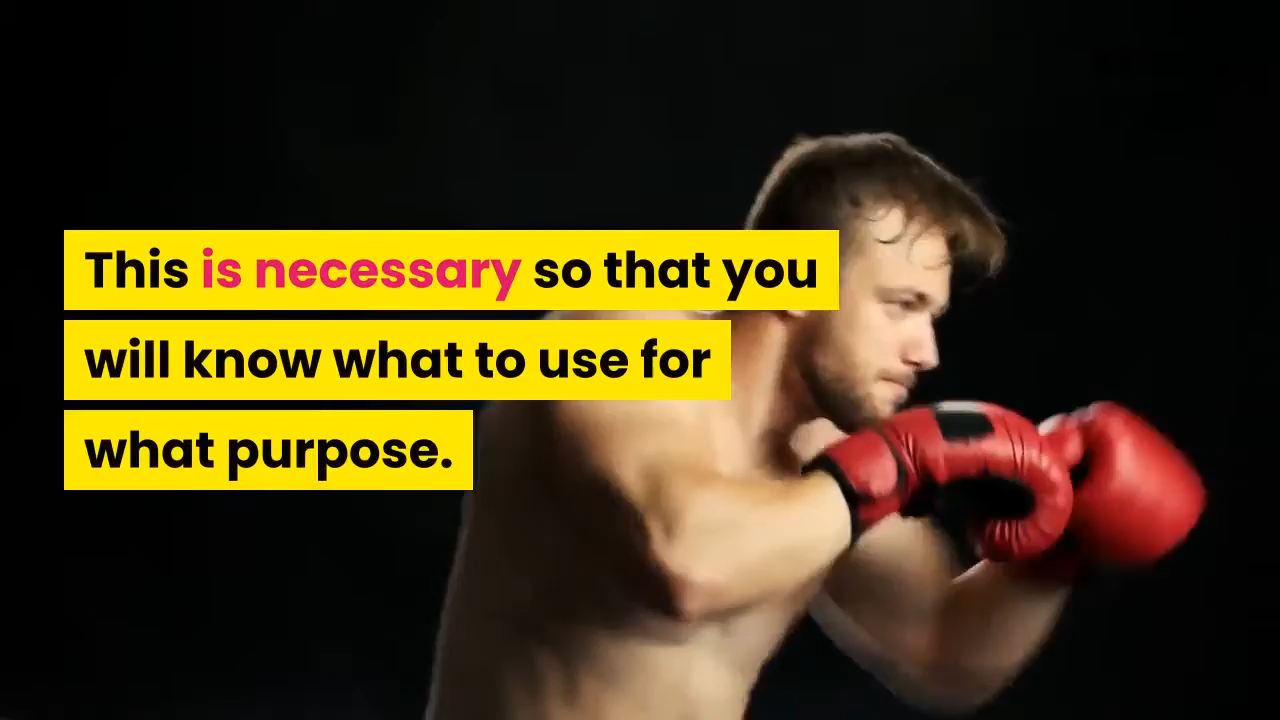 This is necessary so that you
will know what to use for
what purpose.